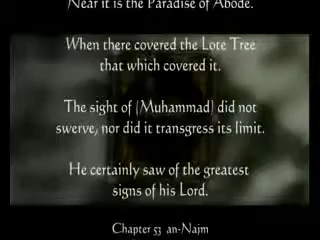 Near it is the Paradise of Abode.
When there covered the Lote Tree
that which covered it.
The sight of (Muhammad) did not
swerve, nor did it transgress its limit.
He certainly saw of the greatest
signs of his Lord.
Chapter 53 an-Najm